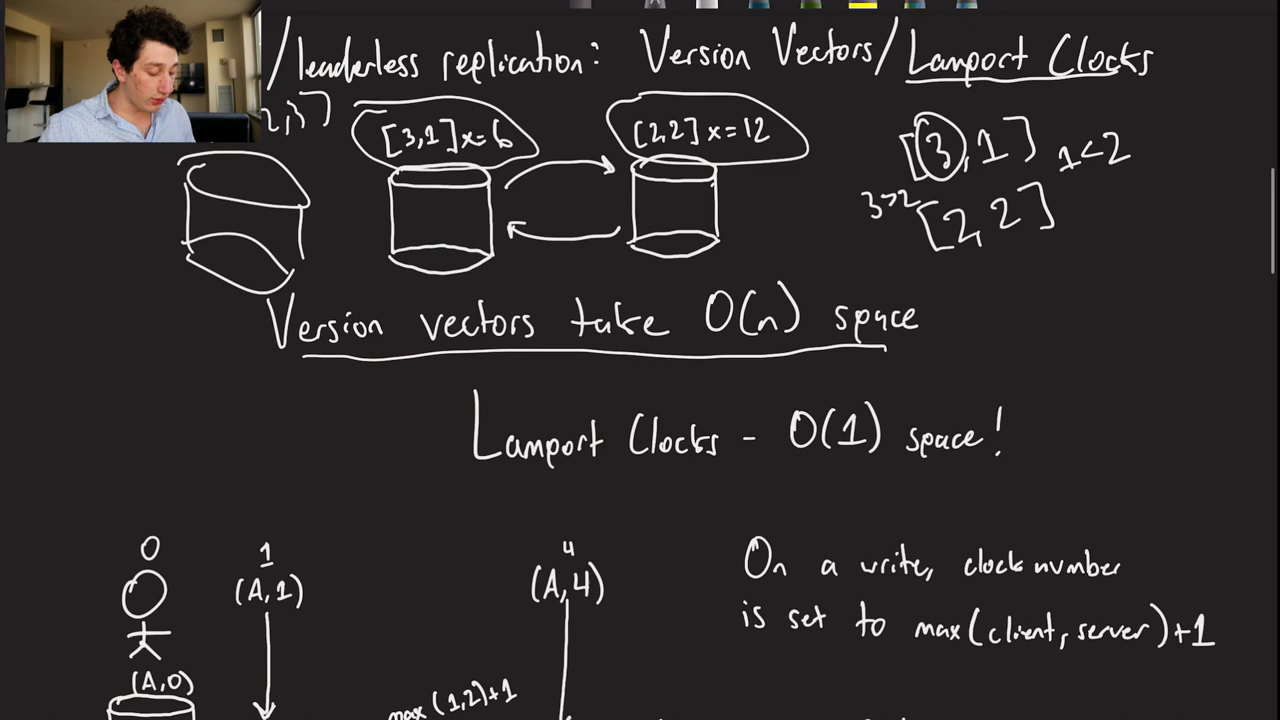 /leaderless replication: Version Vectors/Lamport Clocks
2,3]
[3,1]x=6
[2,2]x=12
[3,1]
1<2
3>2
[2,2]
Version vectors take O(n) space
Lamport Clocks - O(1) space!
0
1
4
(A,1)
(A,4)
On a write, clock number
is set to max(client,server)+1
(A,0)
max(1,2)+1